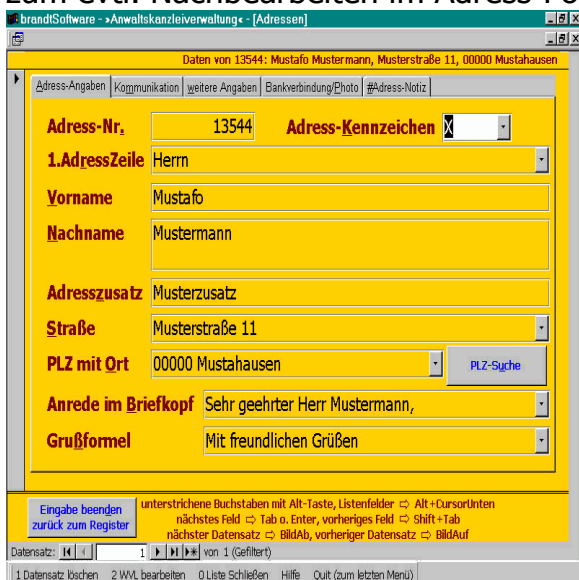 zum evtl. Nachbearbeiten im Adress-Fo
brandtSoftware - »Anwaltskanzleiverwaltung« - [Adressen]
Daten von 13544: Mustafo Mustermann, Musterstraße 11, 00000 Mustahausen
Adress-Angaben Kommunikation weitere Angaben Bankverbindung/Photo #Adress-Notiz
Adress-Nr. 13544 Adress-Kennzeichen X
1.AdressZeile Herrn
Vorname Mustafo
Nachname Mustermann
Adresszusatz Musterzusatz
Straße Musterstraße 11
PLZ mit Ort 00000 Mustahausen PLZ-Suche
Anrede im Briefkopf Sehr geehrter Herr Mustermann,
Grußformel Mit freundlichen Grüßen
Eingabe beenden
zurück zum Register
unterstrichene Buchstaben mit Alt-Taste, Listenfelder ⇨ Alt+CursorUnten
nächstes Feld ⇨ Tab o. Enter, vorheriges Feld ⇨ Shift+Tab
nächster Datensatz ⇨ BildAb, vorheriger Datensatz ⇨ BildAuf
Datensatz: 1 von 1 (Gefiltert)
1 Datensatz löschen 2 WVL bearbeiten 0 Liste Schließen Hilfe Quit (zum letzten Menü)